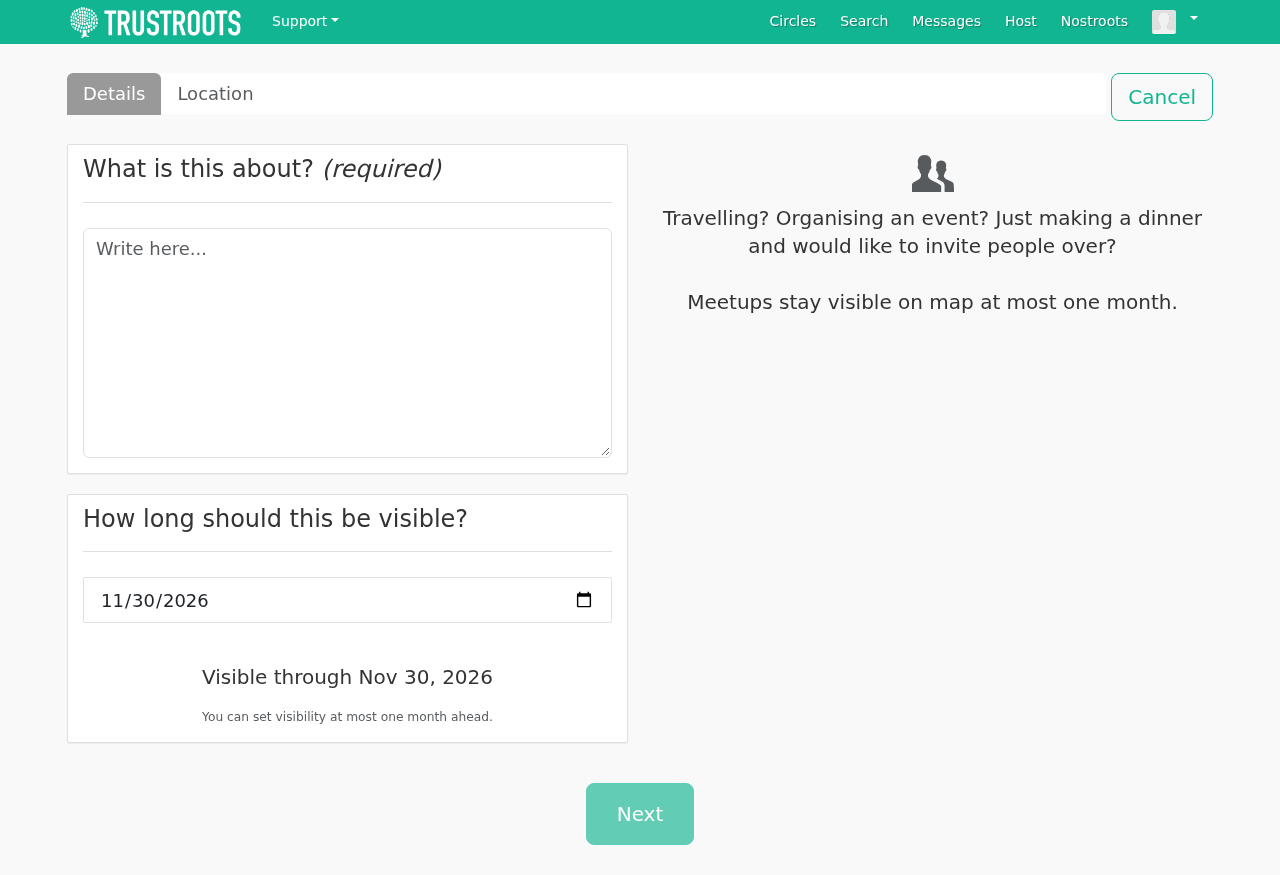 TRUSTROOTS Support Circles Search Messages Host Nostroots
Details Location Cancel
What is this about? (required)
Write here...
Travelling? Organising an event? Just making a dinner
and would like to invite people over?
Meetups stay visible on map at most one month.
How long should this be visible?
11/30/2026
Visible through Nov 30, 2026
You can set visibility at most one month ahead.
Next